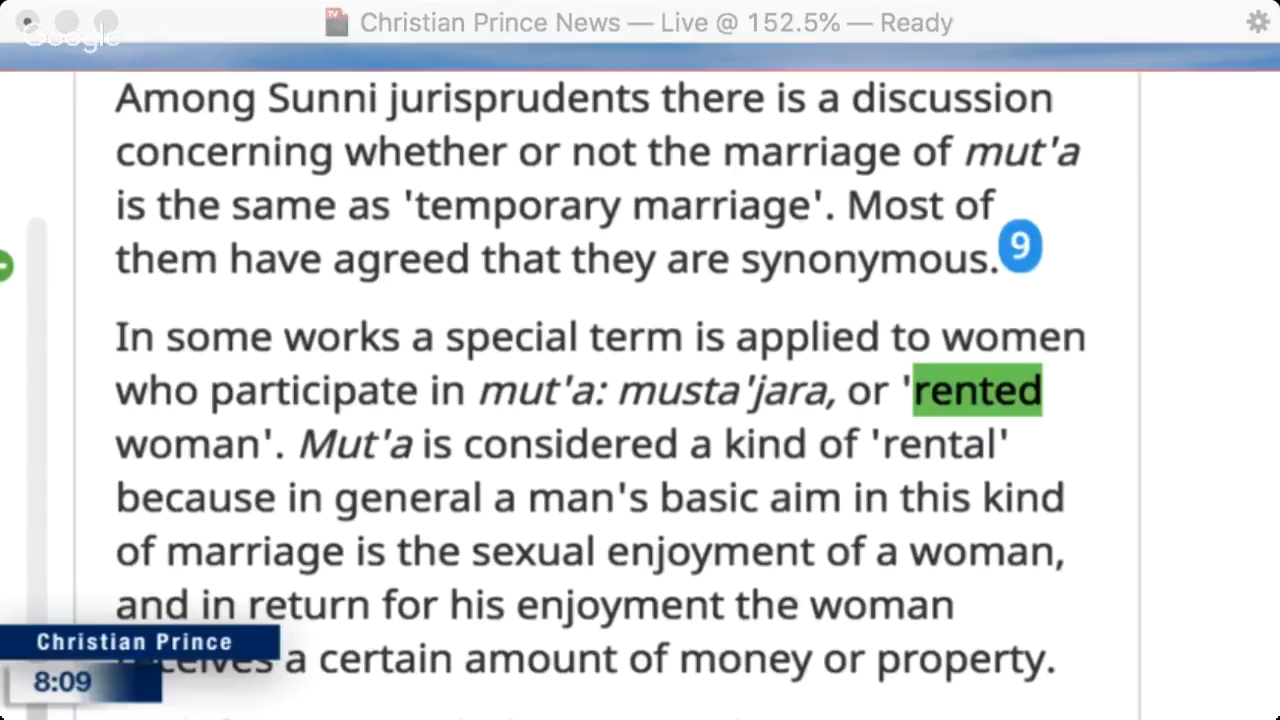 Christian Prince News — Live @ 152.5% — Ready
Google
Among Sunni jurisprudents there is a discussion
concerning whether or not the marriage of mut'a
is the same as 'temporary marriage'. Most of
them have agreed that they are synonymous.9
In some works a special term is applied to women
who participate in mut'a: musta'jara, or 'rented
woman'. Mut'a is considered a kind of 'rental'
because in general a man's basic aim in this kind
of marriage is the sexual enjoyment of a woman,
and in return for his enjoyment the woman
receives a certain amount of money or property.
Christian Prince
8:09